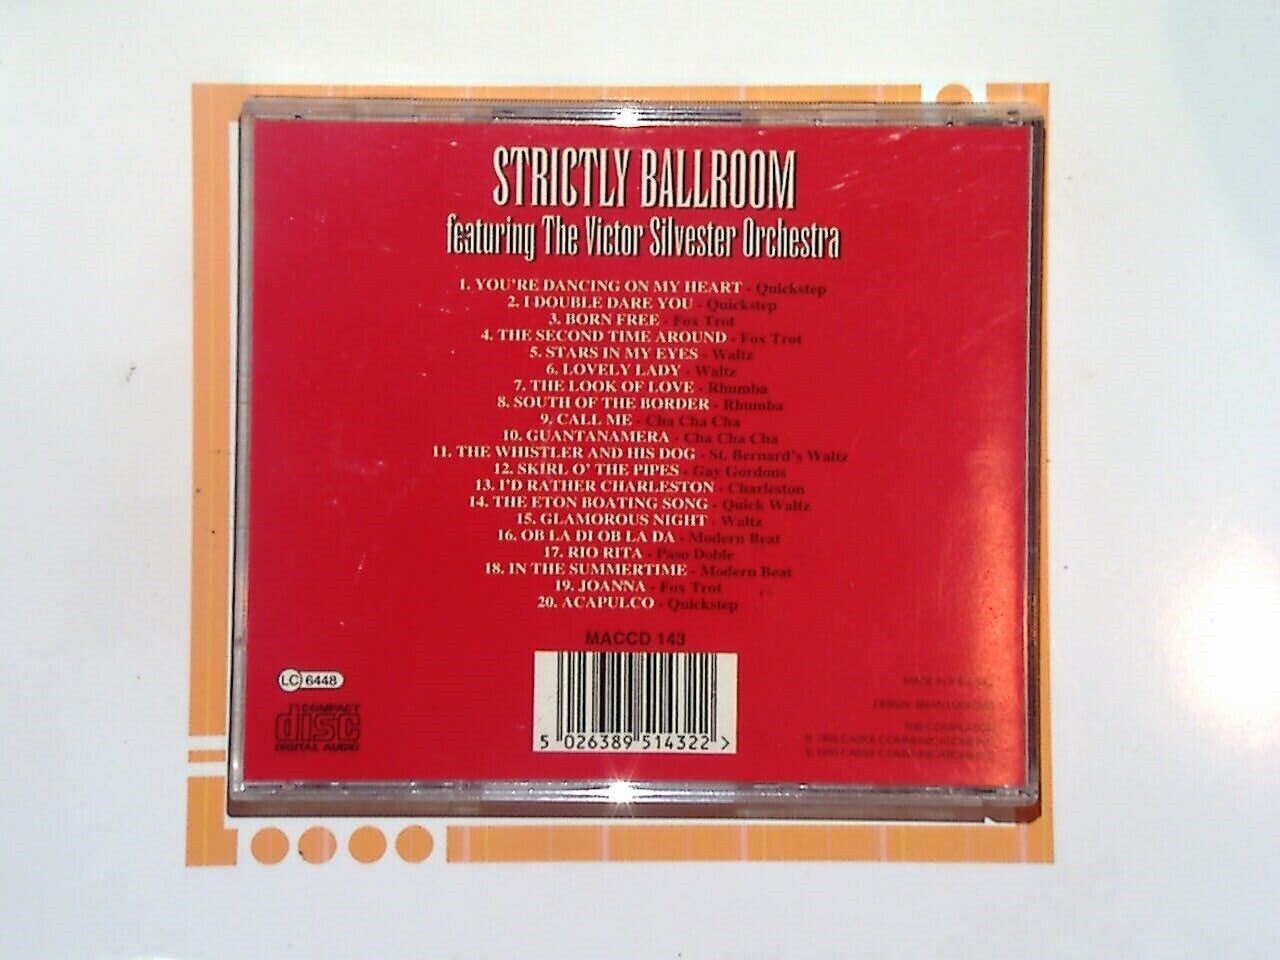 STRICTLY BALLROOM
featuring The Victor Silvester Orchestra
1. YOU'RE DANCING ON MY HEART - Quickstep
2. I DOUBLE DARE YOU - Quickstep
3. BORN FREE - Fox Trot
4. THE SECOND TIME AROUND - Fox Trot
5. STARS IN MY EYES - Waltz
6. LOVELY LADY - Waltz
7. THE LOOK OF LOVE - Rhumba
8. SOUTH OF THE BORDER - Rhumba
9. CALL ME - Cha Cha Cha
10. GUANTANAMERA - Cha Cha Cha
11. THE WHISTLER AND HIS DOG - St. Bernard's Waltz
12. SKIRL O' THE PIPES - Gay Gordons
13. I'D RATHER CHARLESTON - Charleston
14. THE ETON BOATING SONG - Quick Waltz
15. GLAMOROUS NIGHT - Waltz
16. OB LA DI OB LA DA - Modern Beat
17. RIO RITA - Paso Doble
18. IN THE SUMMERTIME - Modern Beat
19. JOANNA - Fox Trot
20. ACAPULCO - Quickstep
MACCD 143
LC 6448
COMPACT
disc
DIGITAL AUDIO
5 026389 514322 >
MADE IN
DESIGN:
COMMUNICATIONS
COMMUNICATIONS